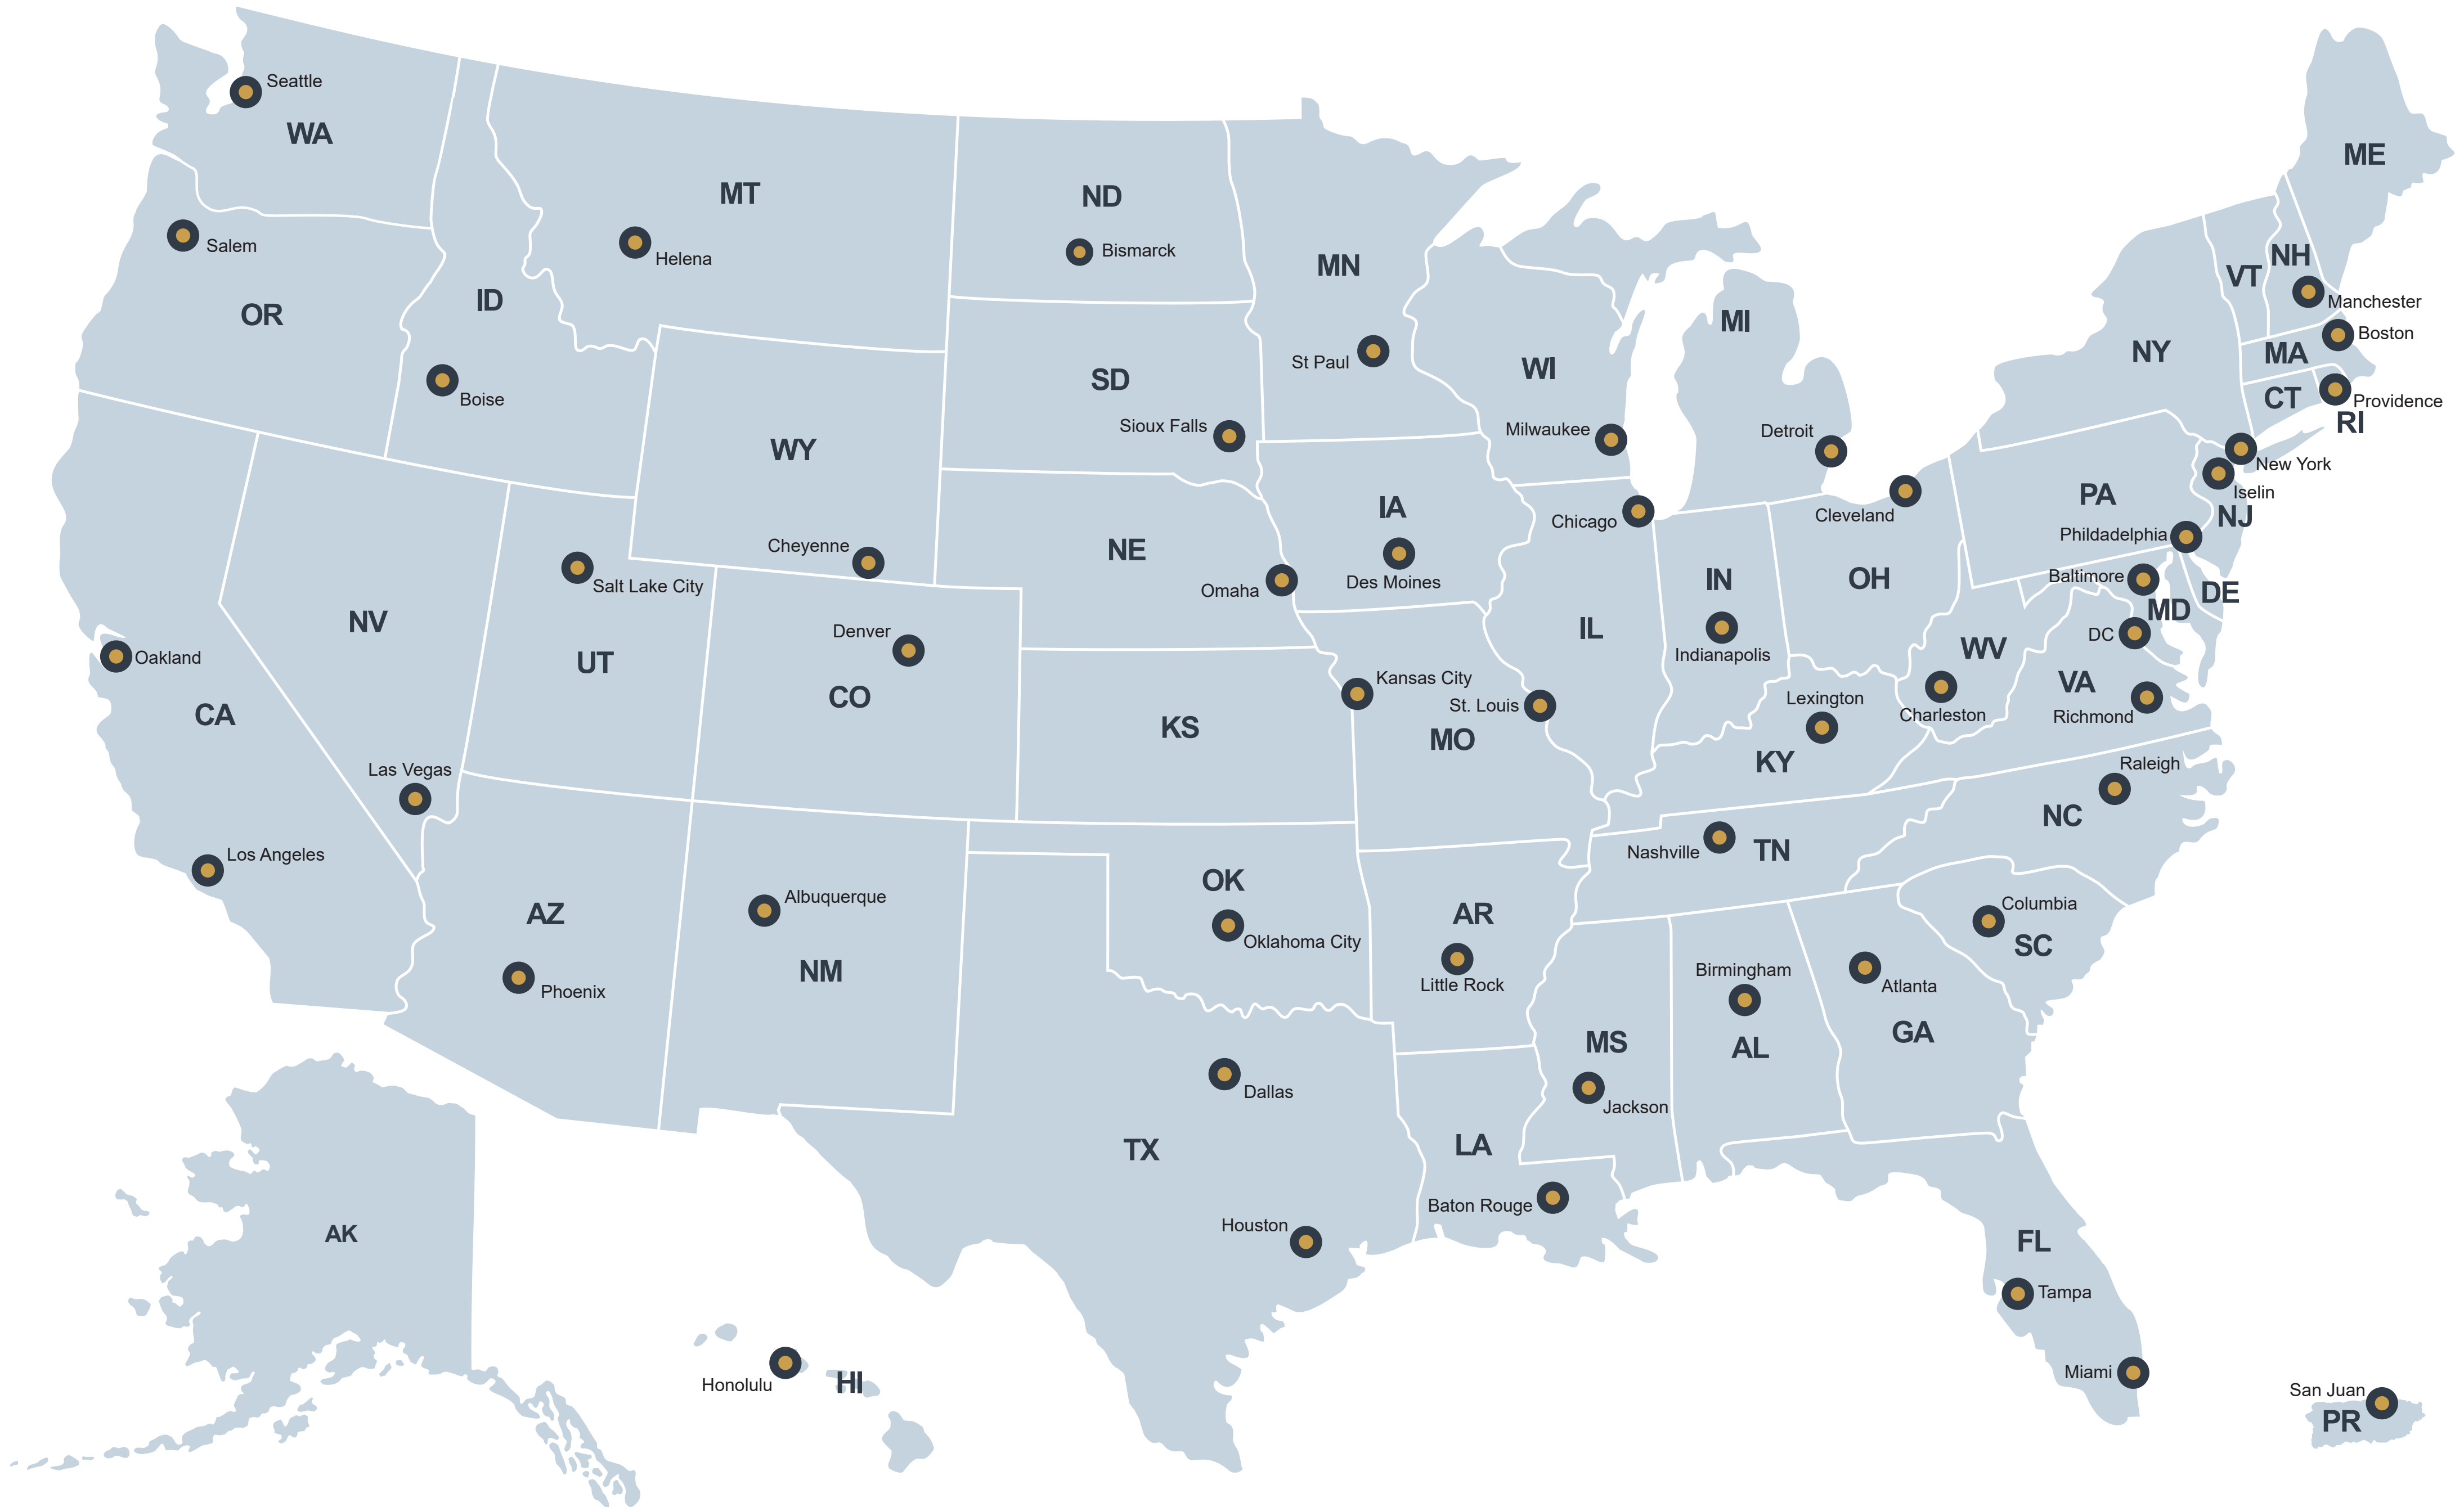 Seattle
WA
ME
MT
ND
Salem
Helena
Bismarck
NH
MN
VT
OR
ID
Manchester
MI
Boston
St Paul
NY
MA
WI
SD
Boise
CT
Providence
RI
Sioux Falls
Milwaukee
Detroit
WY
New York
Iselin
PA
IA
Cleveland
Chicago
NJ
Phildadelphia
Cheyenne
NE
Salt Lake City
Omaha
Des Moines
IN
OH
Baltimore
DE
MD
NV
Denver
IL
DC
Oakland
UT
Indianapolis
WV
CO
Kansas City
VA
Lexington
St. Louis
Charleston
Richmond
CA
KS
MO
KY
Raleigh
Las Vegas
NC
Los Angeles
Nashville
TN
OK
Albuquerque
Columbia
AZ
AR
Oklahoma City
SC
NM
Birmingham
Phoenix
Little Rock
Atlanta
GA
MS
AL
Dallas
Jackson
TX
LA
Baton Rouge
Houston
AK
FL
Tampa
Miami
Honolulu
HI
San Juan
PR